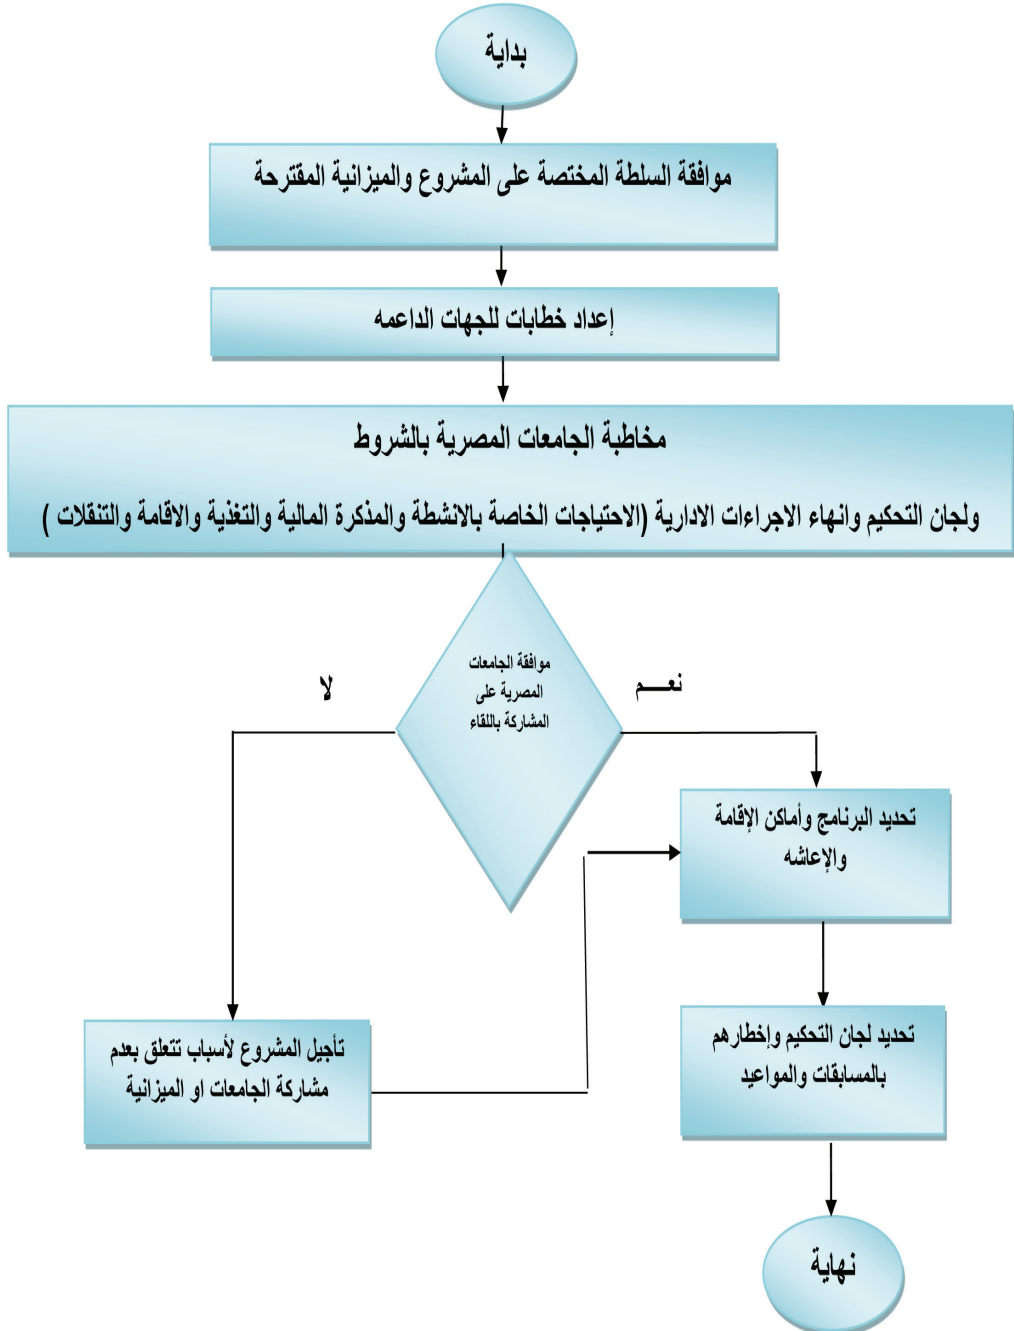 بداية
موافقة السلطة المختصة على المشروع والميزانية المقترحة
إعداد خطابات للجهات الداعمه
مخاطبة الجامعات المصرية بالشروط
ولجان التحكيم وانهاء الاجراءات الادارية (الاحتياجات الخاصة بالانشطة والمذكرة المالية والتغذية والاقامة والتنقلات )
موافقة الجامعات
المصرية على
المشاركة باللقاء
نعـــم
لا
تحديد البرنامج وأماكن الإقامة
والإعاشه
تحديد لجان التحكيم وإخطارهم
بالمسابقات والمواعيد
تأجيل المشروع لأسباب تتعلق بعدم
مشاركة الجامعات او الميزانية
نهاية